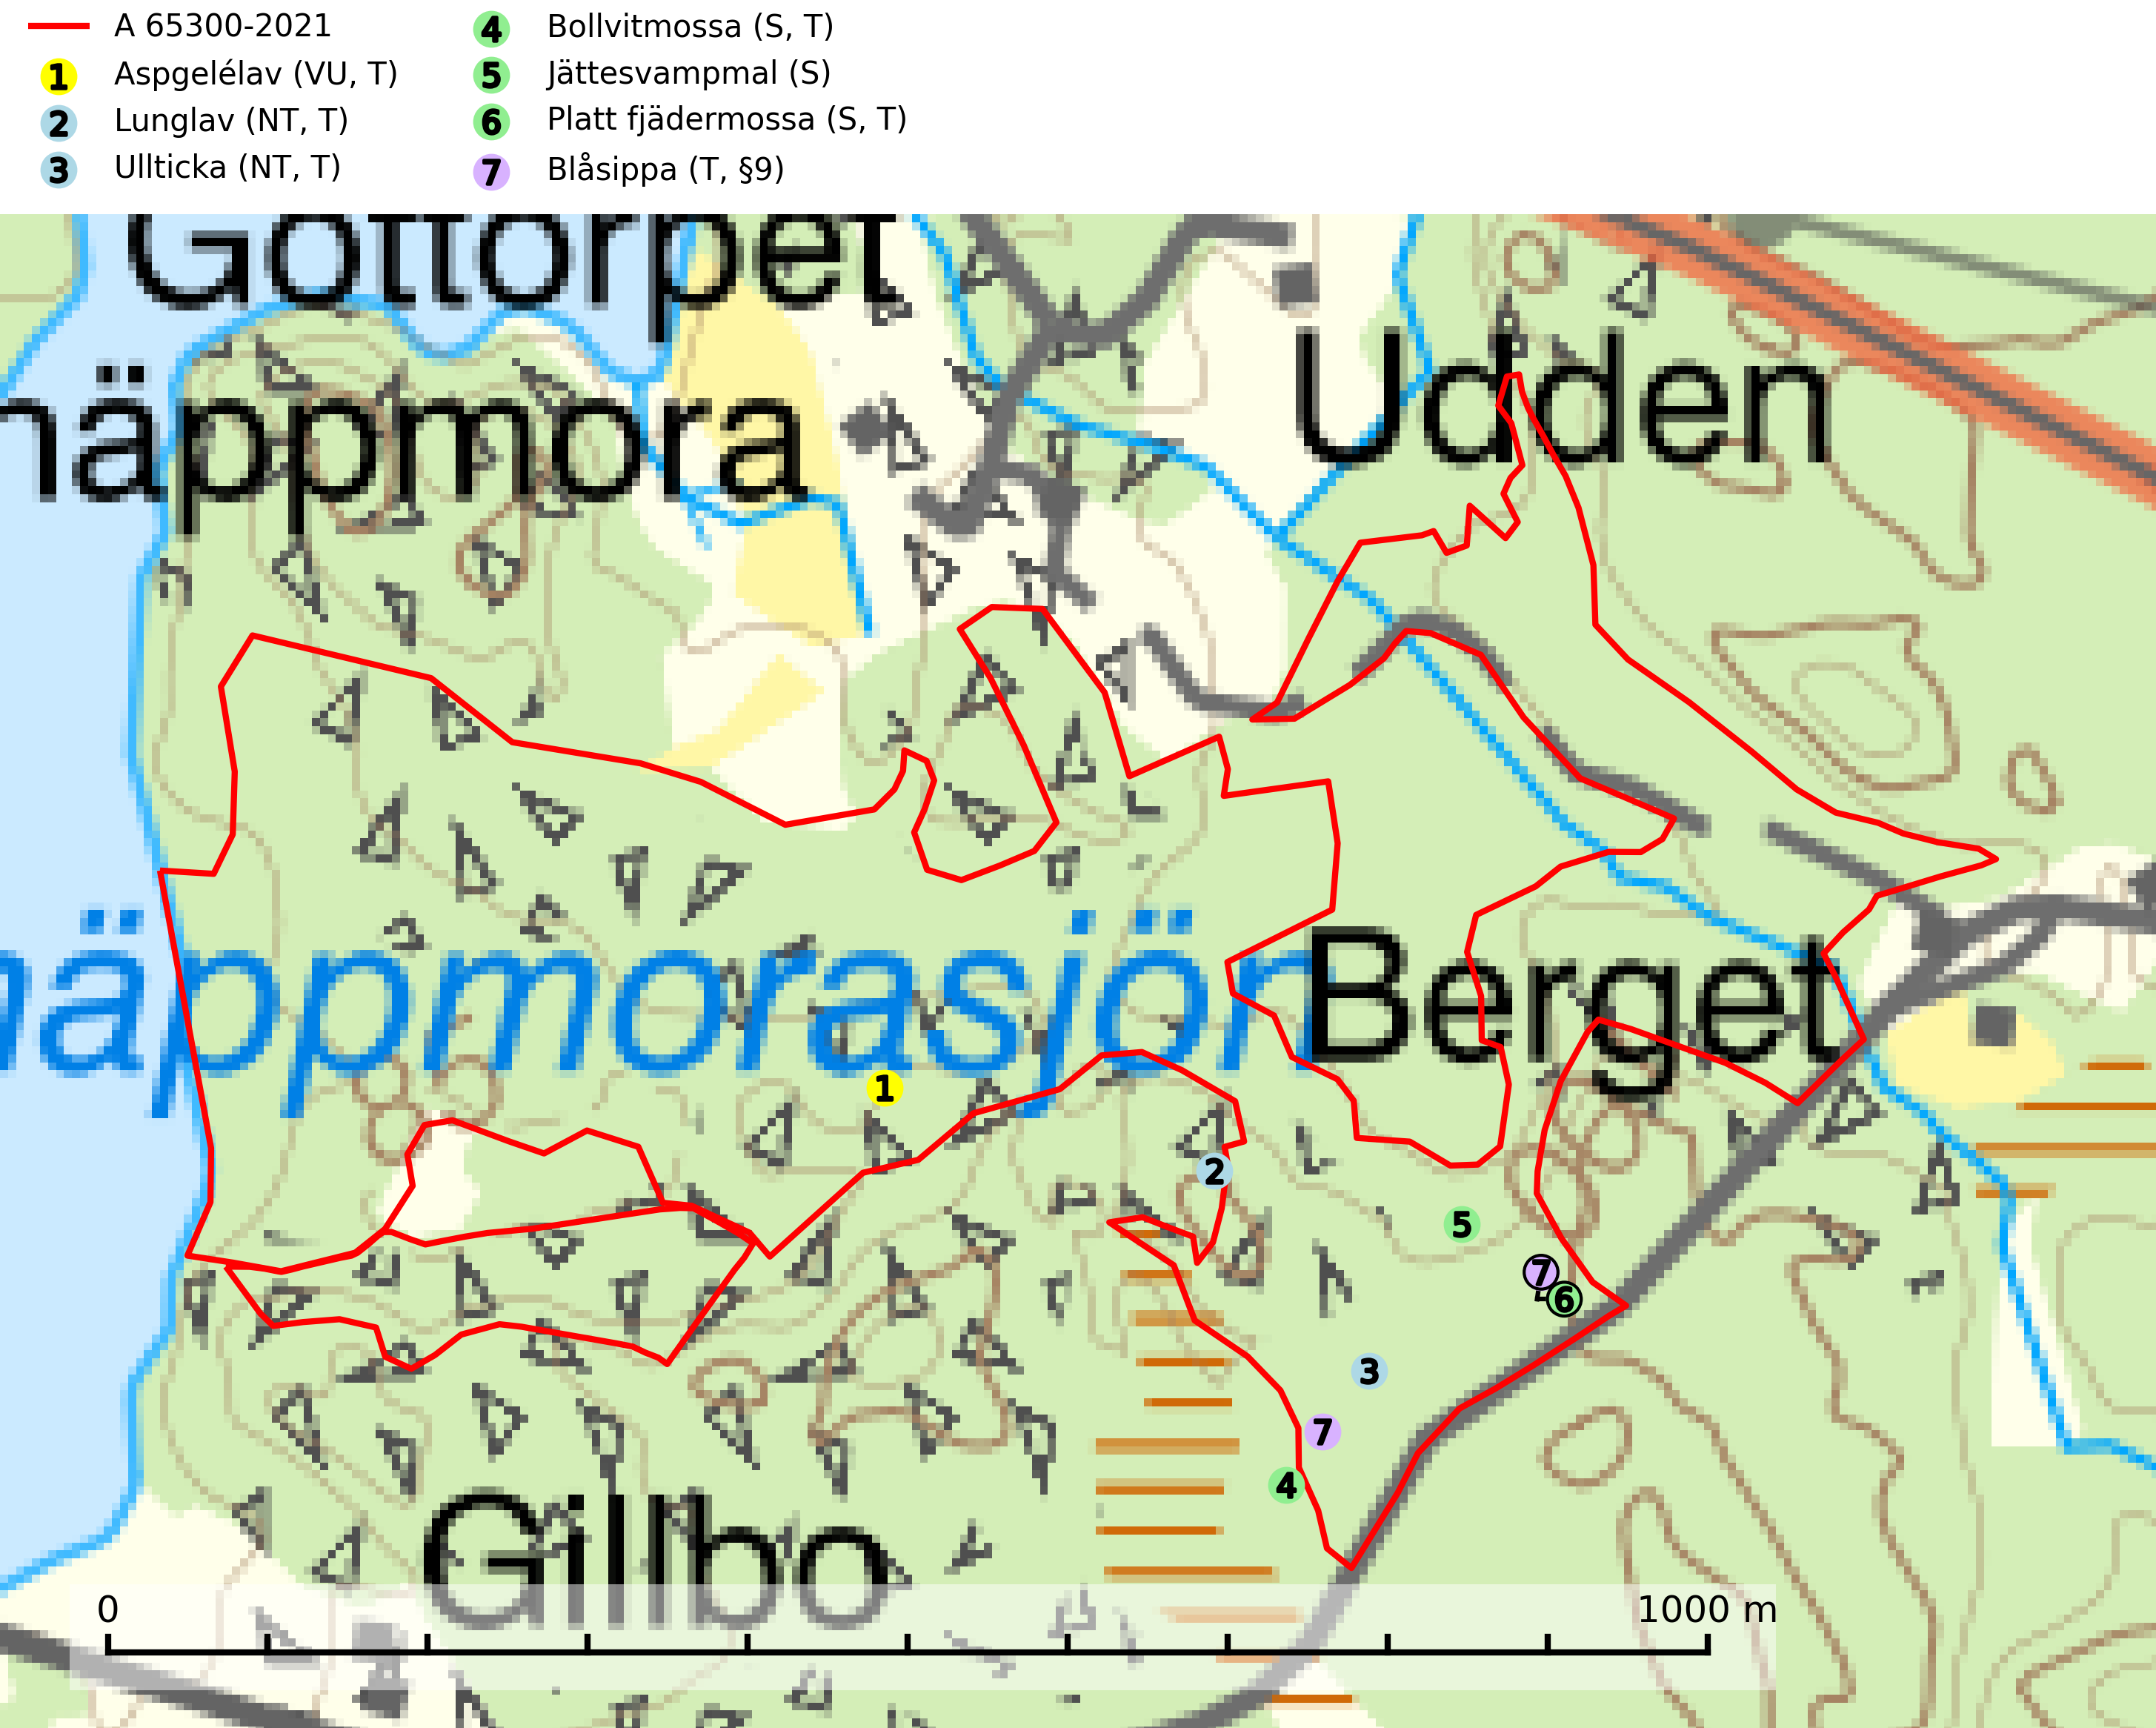 A 65300-2021
1 Aspgelélav (VU, T)
2 Lunglav (NT, T)
3 Ullticka (NT, T)
4 Bollvitmossa (S, T)
5 Jättesvampmal (S)
6 Platt fjädermossa (S, T)
7 Blåsippa (T, §9)
Gottorpet
näppmora
Udden
näppmorasjön
Berget
1
2
5
7
6
3
7
4
Gillbo
0
1000 m